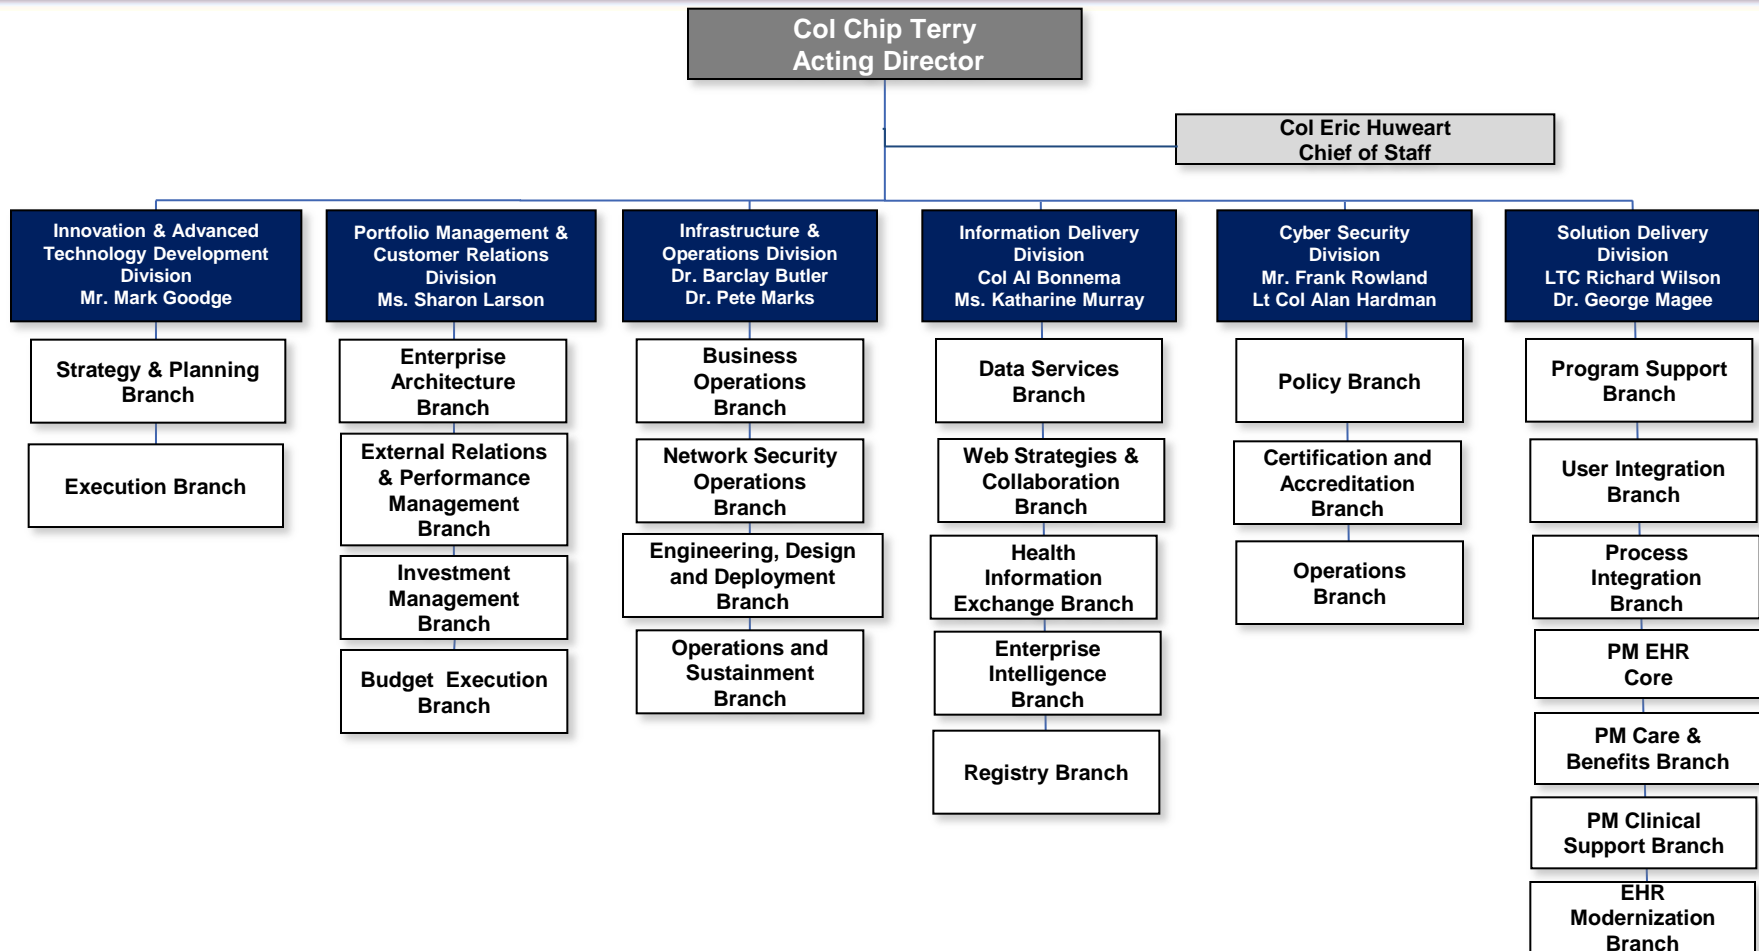 Col Chip Terry
Acting Director
Col Eric Huweart
Chief of Staff
Innovation & Advanced
Technology Development
Division
Mr. Mark Goodge
Strategy & Planning
Branch
Execution Branch
Portfolio Management &
Customer Relations
Division
Ms. Sharon Larson
Enterprise
Architecture
Branch
External Relations
& Performance
Management
Branch
Investment
Management
Branch
Budget Execution
Branch
Infrastructure &
Operations Division
Dr. Barclay Butler
Dr. Pete Marks
Business
Operations
Branch
Network Security
Operations
Branch
Engineering, Design
and Deployment
Branch
Operations and
Sustainment
Branch
Information Delivery
Division
Col Al Bonnema
Ms. Katharine Murray
Data Services
Branch
Web Strategies &
Collaboration
Branch
Health
Information
Exchange Branch
Enterprise
Intelligence
Branch
Registry Branch
Cyber Security
Division
Mr. Frank Rowland
Lt Col Alan Hardman
Policy Branch
Certification and
Accreditation
Branch
Operations
Branch
Solution Delivery
Division
LTC Richard Wilson
Dr. George Magee
Program Support
Branch
User Integration
Branch
Process
Integration
Branch
PM EHR
Core
PM Care &
Benefits Branch
PM Clinical
Support Branch
EHR
Modernization
Branch